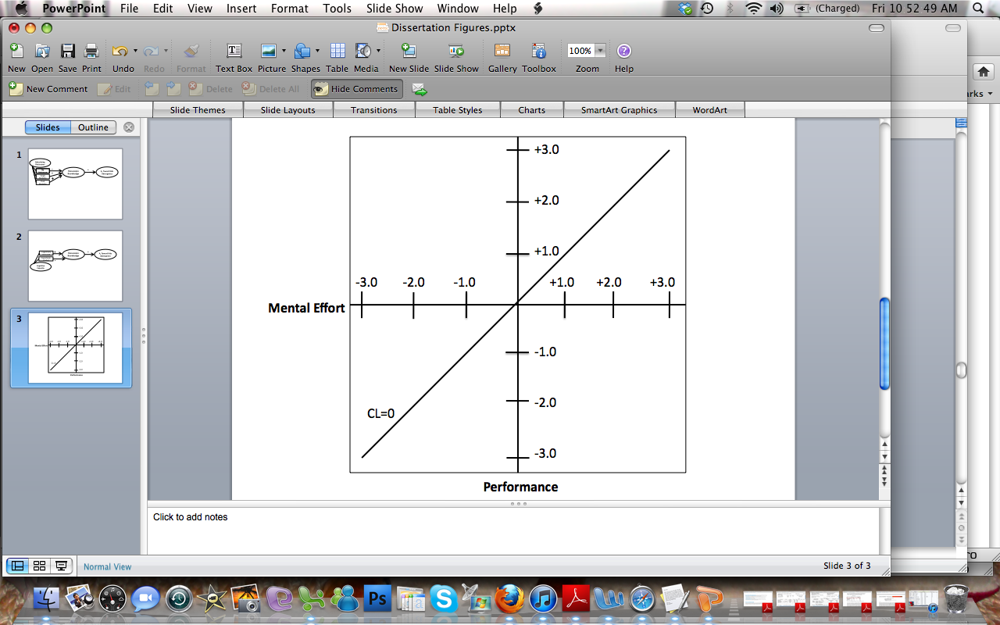 PowerPoint File Edit View Insert Format Tools Slide Show Window Help (Charged) Fri 10 52 49 AM
Dissertation Figures.pptx
100%
New Open Save Print Undo Redo Format Text Box Picture Shapes Table Media New Slide Slide Show Gallery Toolbox Zoom Help
New Comment Edit Delete Delete All Hide Comments
Slide Themes Slide Layouts Transitions Table Styles Charts SmartArt Graphics WordArt
Slides Outline
1
2
3
+3.0
+2.0
+1.0
-3.0 -2.0 -1.0 +1.0 +2.0 +3.0
Mental Effort
-1.0
-2.0
CL=0
-3.0
Performance
Click to add notes
Normal View
Slide 3 of 3
Ps